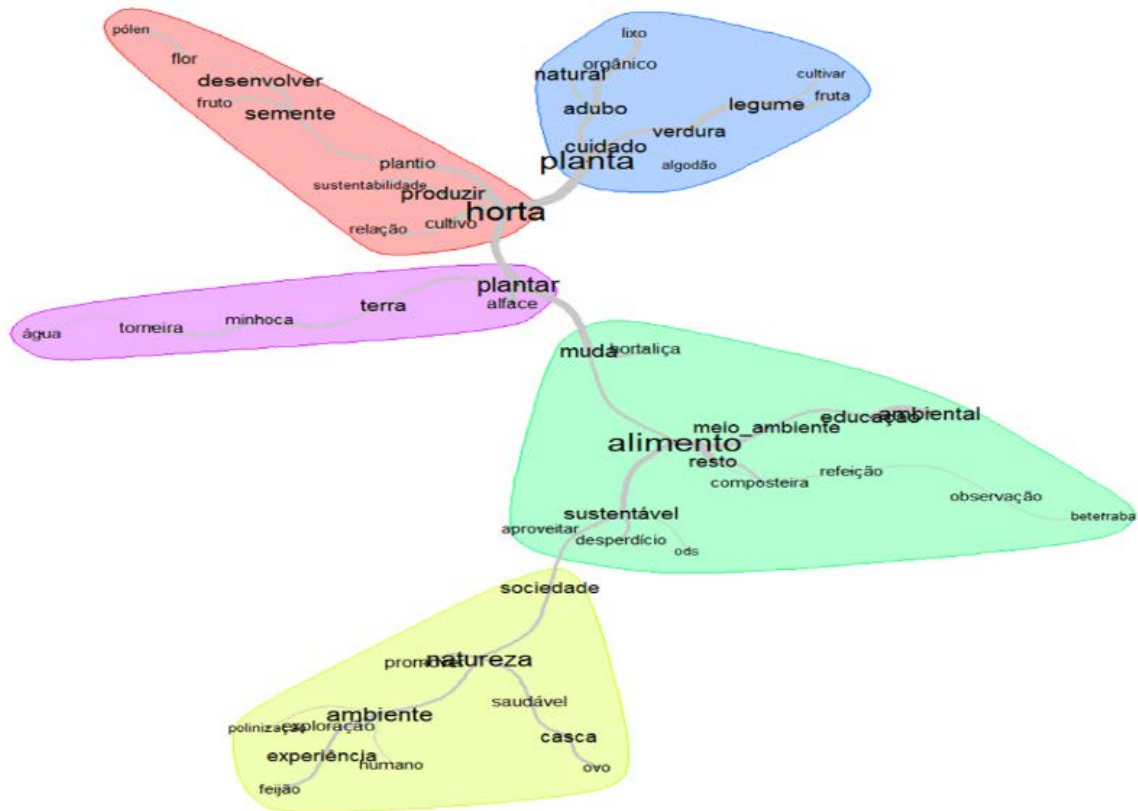 pólen
flor
desenvolver
fruto
semente
plantio
sustentabilidade
produzir
horta
relação
cultivo
lixo
orgânico
natural
cultivar
legume
fruta
adubo
verdura
cuidado
planta
algodão
plantar
alface
terra
minhoca
torneira
água
muda
hortaliça
alimento
meio_ambiente
educação
ambiental
resto
composteira
refeição
observação
beterraba
sustentável
aproveitar
desperdício
ods
sociedade
promover
natureza
saudável
ambiente
polinização
exploração
casca
experiência
humano
ovo
feijão